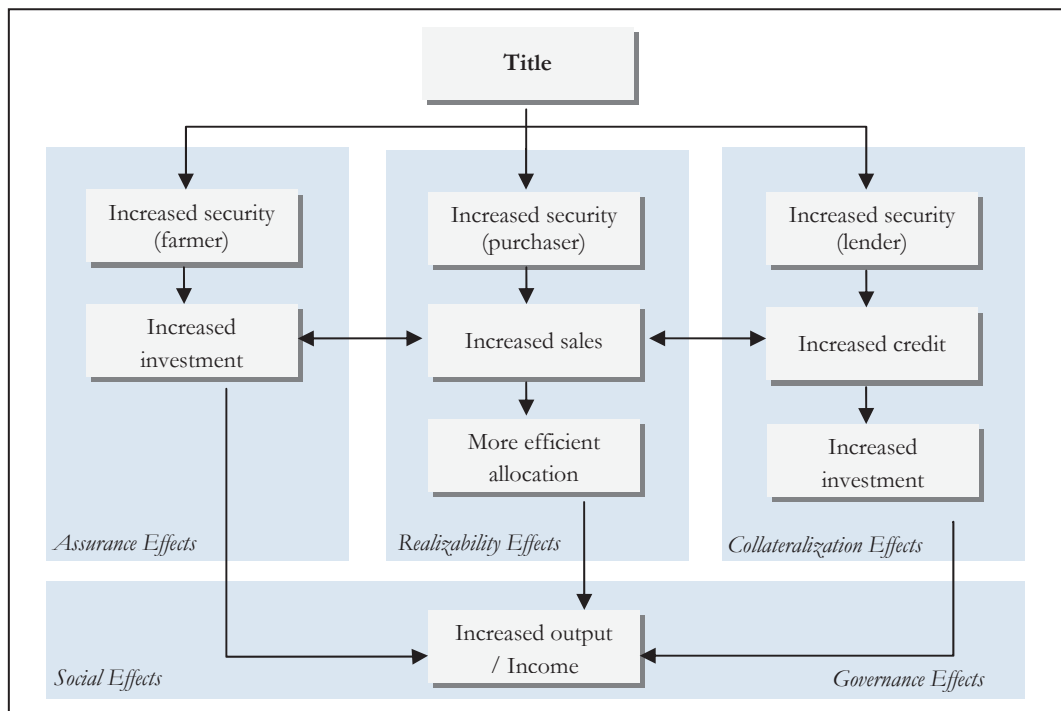 Title
Increased security
(farmer)
Increased
investment
Assurance Effects
Increased security
(purchaser)
Increased sales
More efficient
allocation
Realizability Effects
Increased security
(lender)
Increased credit
Increased
investment
Collateralization Effects
Increased output
/ Income
Social Effects
Governance Effects